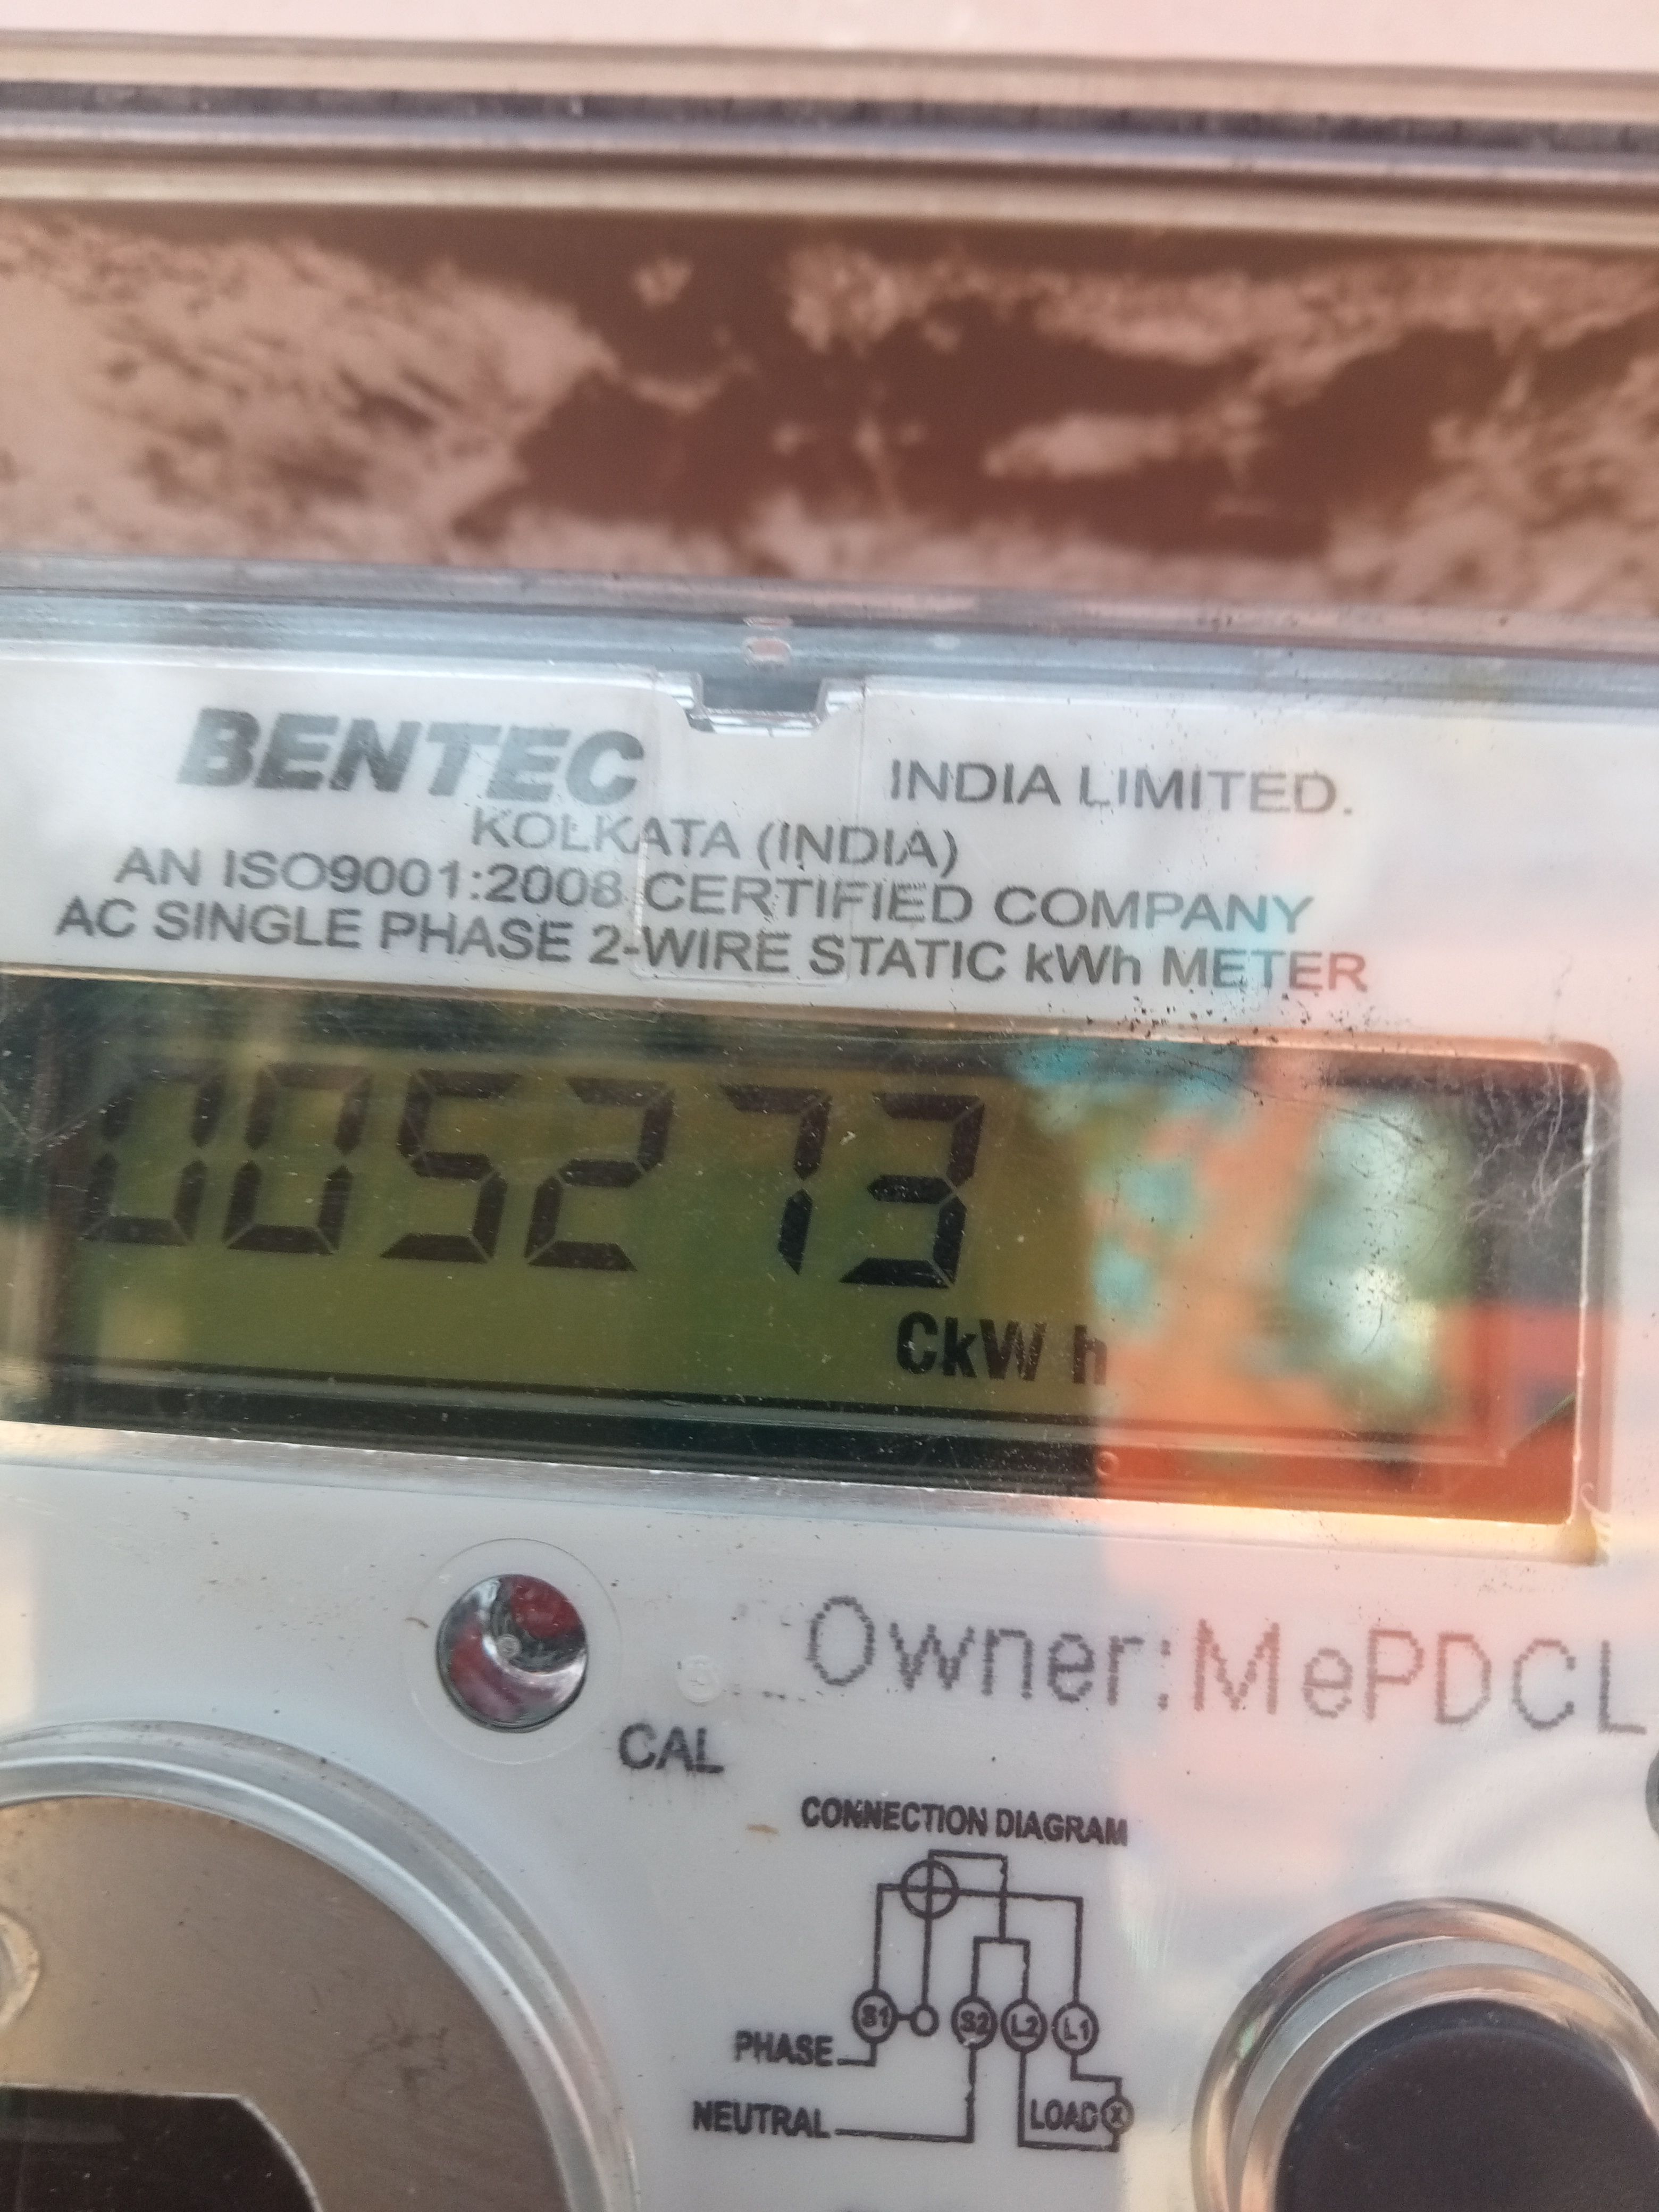 BENTEC INDIA LIMITED.
KOLKATA (INDIA)
AN ISO9001:2008 CERTIFIED COMPANY
AC SINGLE PHASE 2-WIRE STATIC kWh METER
005273
CkW h
Owner:MePDCL
CAL
CONNECTION DIAGRAM
S1 S2 L2 L1
PHASE
NEUTRAL LOAD X